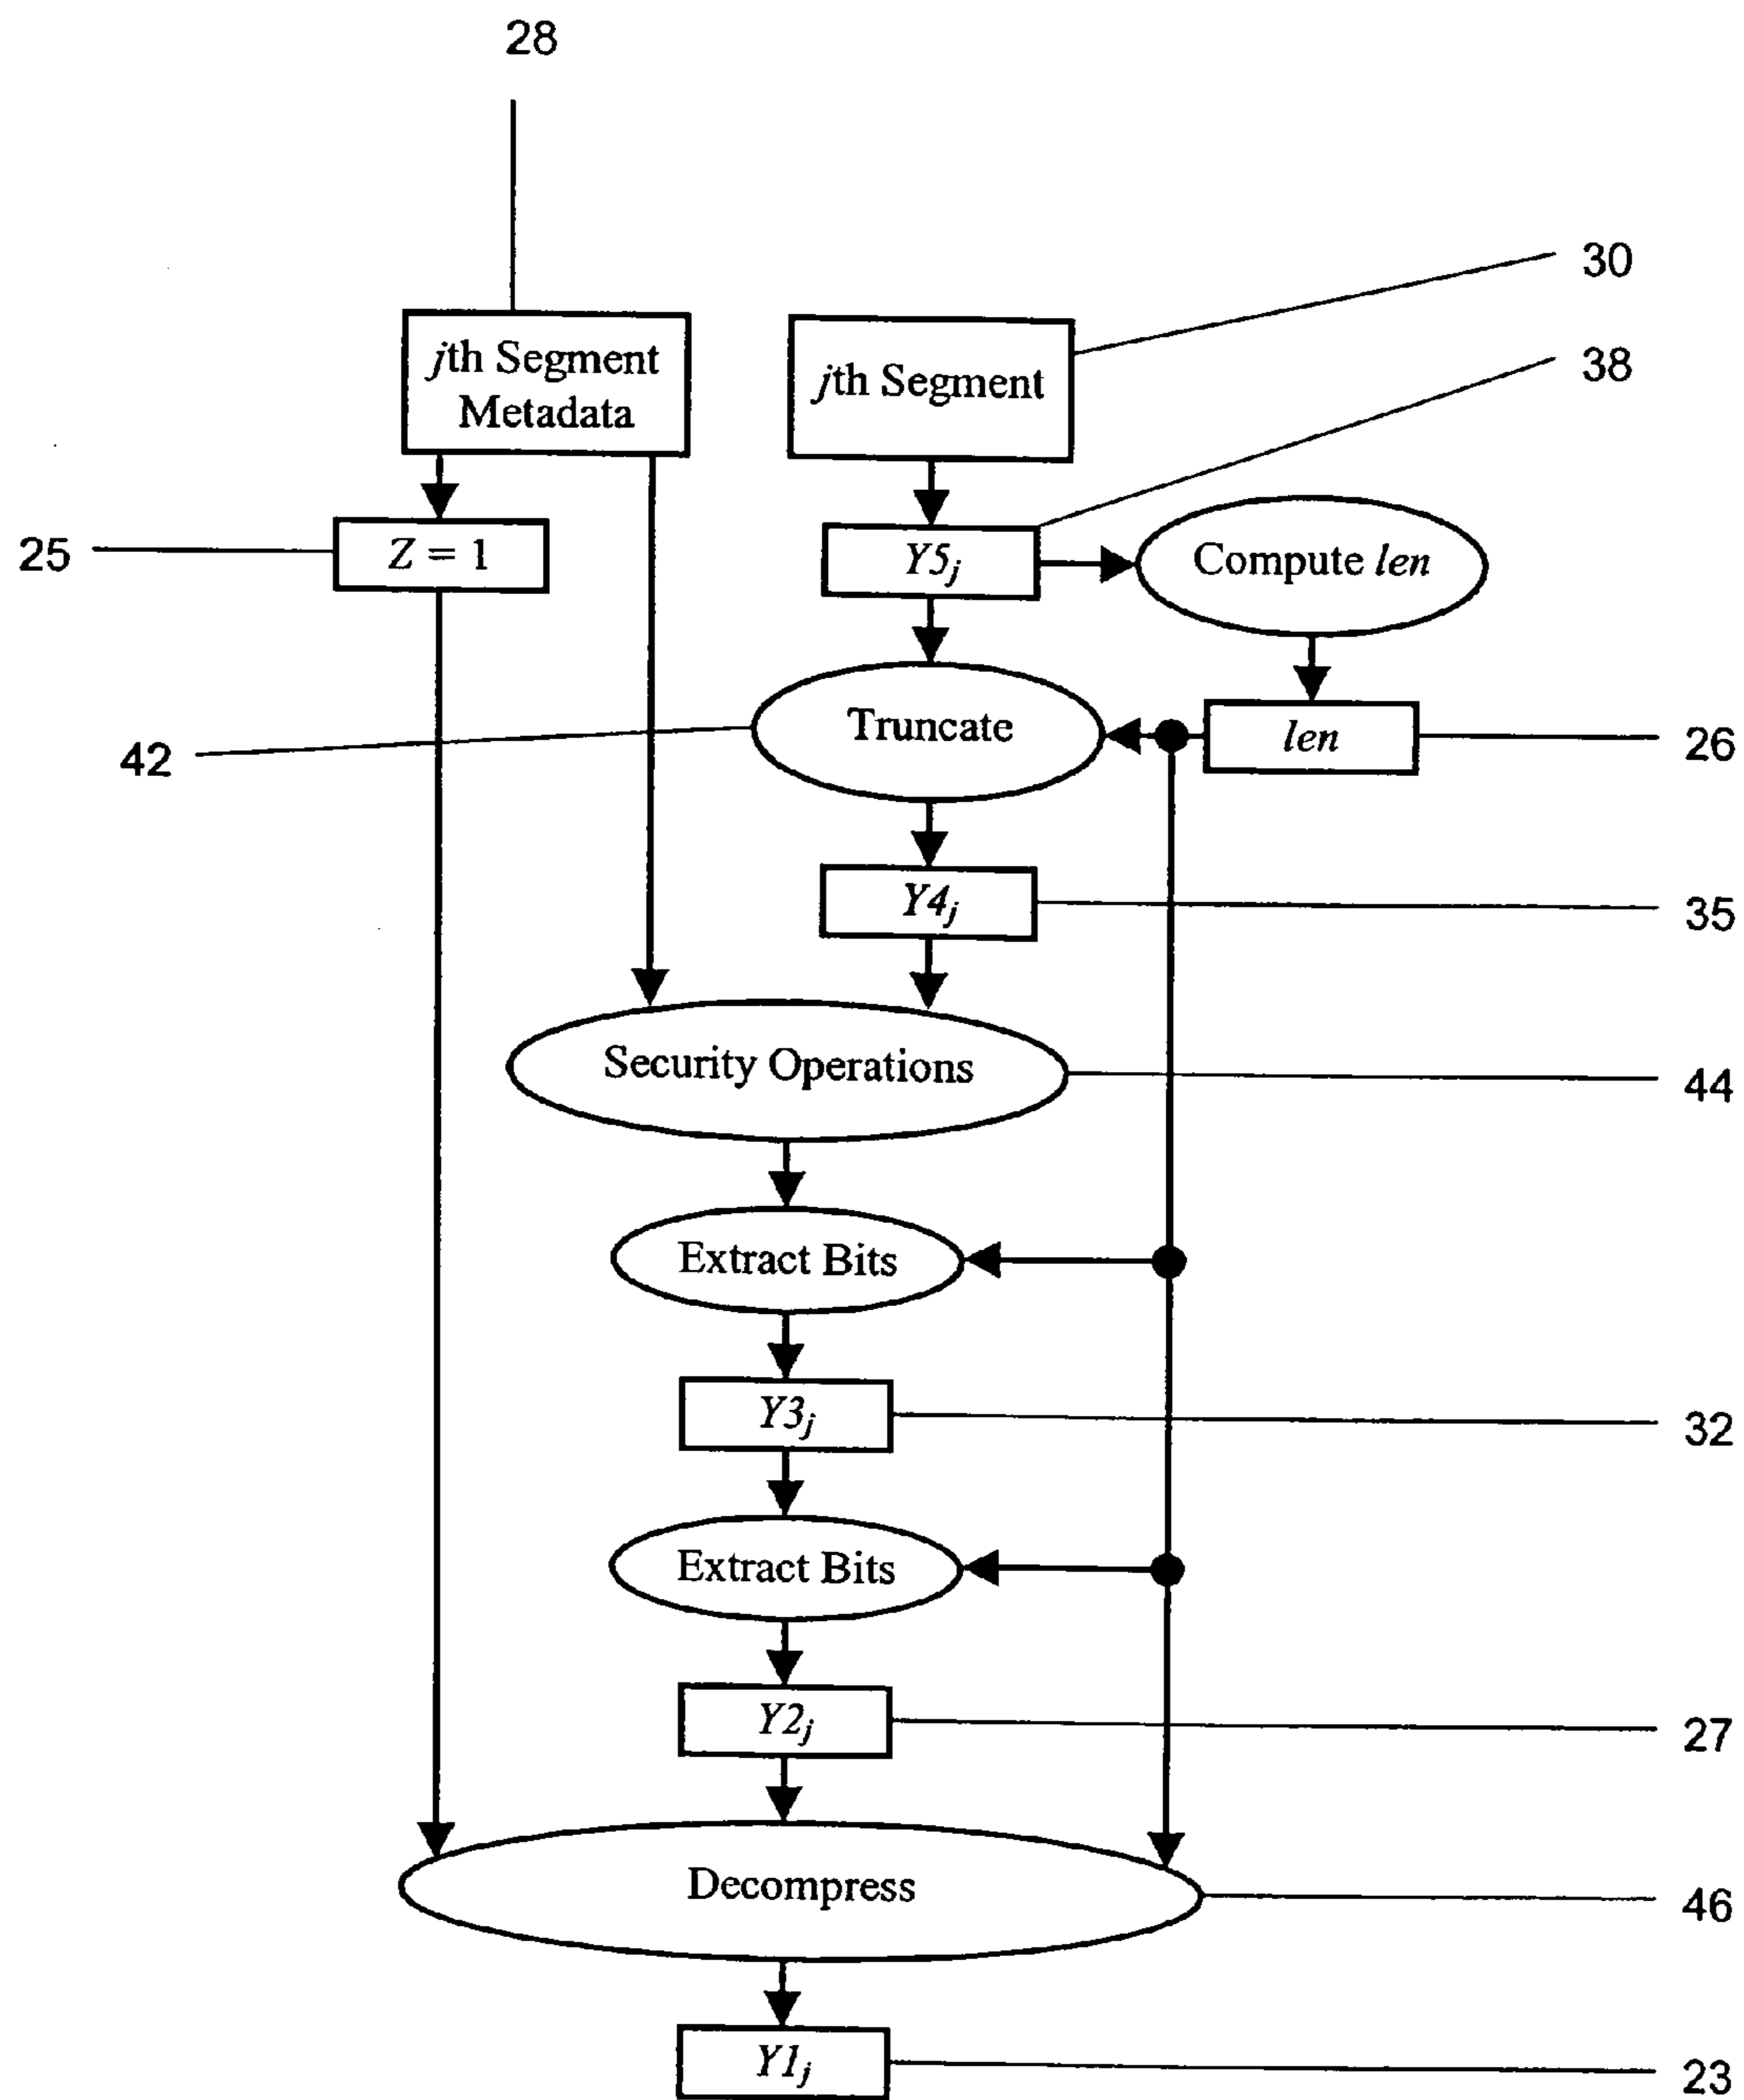 28
30
jth Segment
Metadata
jth Segment
38
25
Z = 1
Y5j
Compute len
42
Truncate
len
26
Y4j
35
Security Operations
44
Extract Bits
Y3j
32
Extract Bits
Y2j
27
Decompress
46
Y1j
23